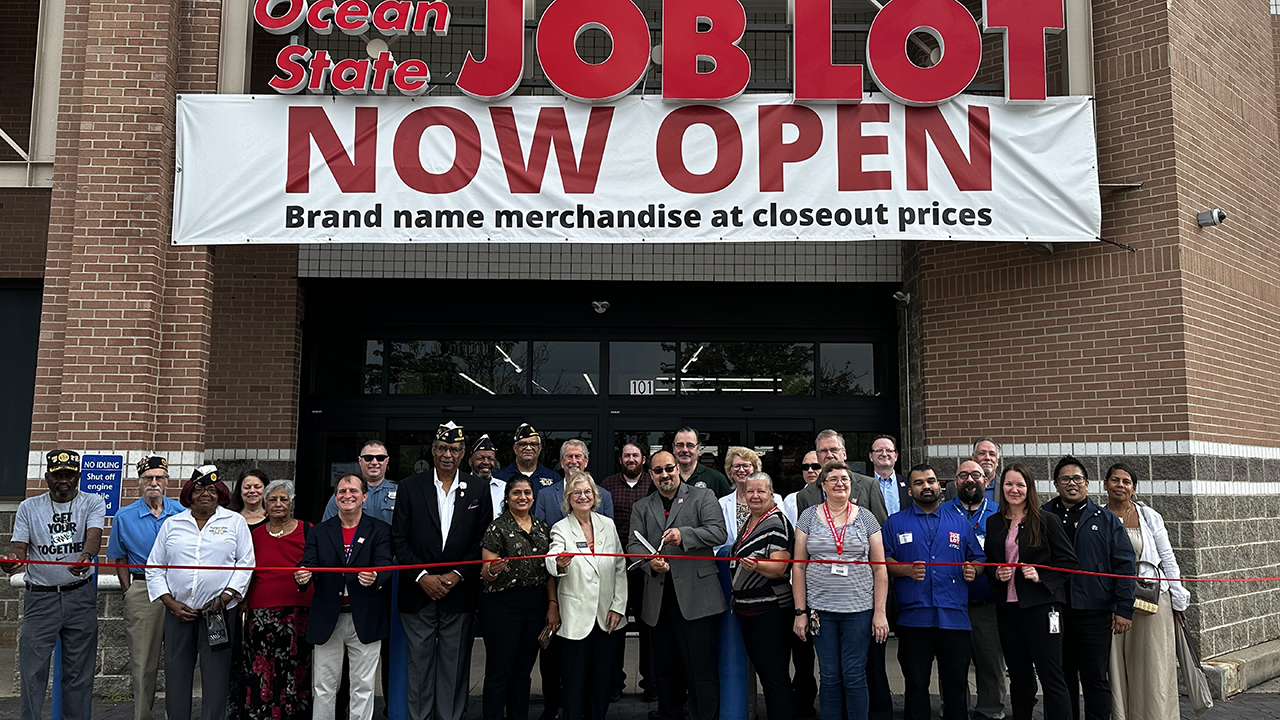 Ocean
State
JOB LOT
NOW OPEN
Brand name merchandise at closeout prices
101
NO IDLING
Shut off
engine
GET YOUR
TOGETHER